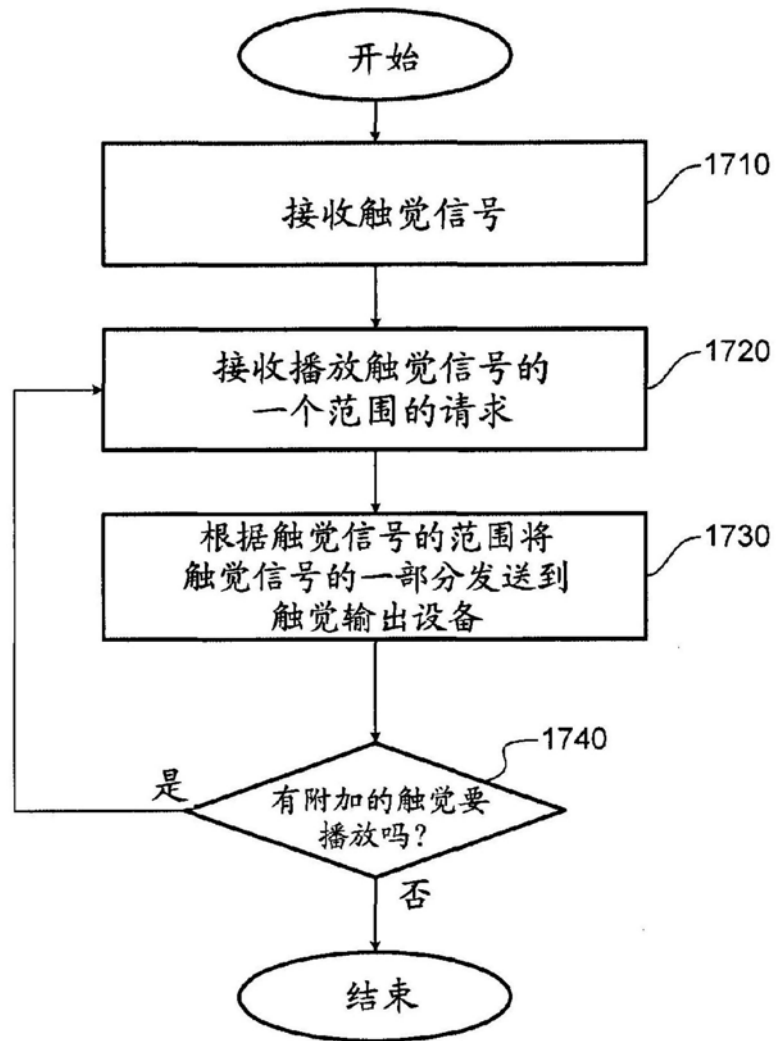 开始
接收触觉信号
1710
接收播放触觉信号的
一个范围的请求
1720
根据触觉信号的范围将
触觉信号的一部分发送到
触觉输出设备
1730
1740
有附加的触觉要
播放吗?
是
否
结束